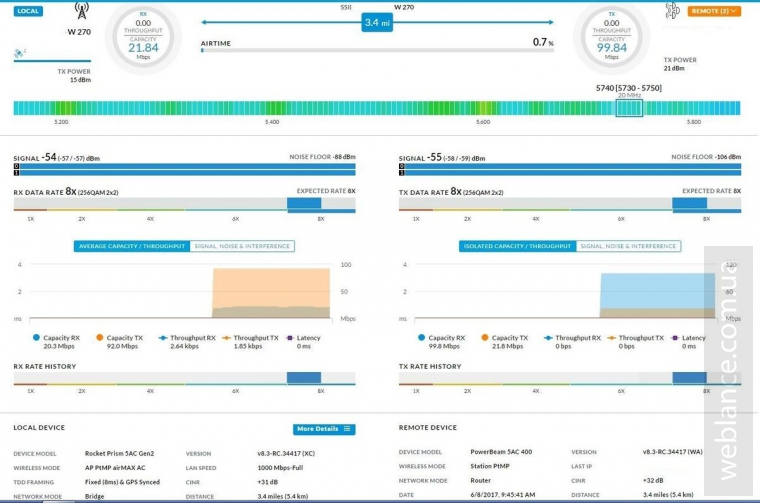 LOCAL
SSII
W 270
REMOTE (2)
W 270
RX
0.00
THROUGHPUT
CAPACITY
21.84
Mbps
3.4 mi
AIRTIME
0.7 %
TX
0.00
THROUGHPUT
CAPACITY
99.84
Mbps
TX POWER
15 dBm
TX POWER
21 dBm
5740 [5730 - 5750]
20 MHz
5.200
5.400
5.600
5.800
SIGNAL -54 (-57 / -57) dBm
NOISE FLOOR -88 dBm
0
1
RX DATA RATE 8X (256QAM 2x2)
EXPECTED RATE 8X
1X 2X 4X 6X 8X
SIGNAL -55 (-58 / -59) dBm
NOISE FLOOR -106 dBm
0
1
TX DATA RATE 8X (256QAM 2x2)
EXPECTED RATE 8X
1X 2X 4X 6X 8X
AVERAGE CAPACITY / THROUGHPUT
SIGNAL, NOISE & INTERFERENCE
4 100
2 50
ms Mbps
Capacity RX Capacity TX Throughput RX Throughput TX Latency
20.3 Mbps 92.0 Mbps 2.64 kbps 1.85 kbps 0 ms
ISOLATED CAPACITY / THROUGHPUT
SIGNAL, NOISE & INTERFERENCE
4 120
2 60
ms Mbps
Capacity RX Capacity TX Throughput RX Throughput TX Latency
99.8 Mbps 21.8 Mbps 0 bps 0 bps 0 ms
RX RATE HISTORY
1X 2X 4X 6X 8X
TX RATE HISTORY
1X 2X 4X 6X 8X
LOCAL DEVICE
More Details
DEVICE MODEL Rocket Prism 5AC Gen2 VERSION v8.3-RC.34417 (XC)
WIRELESS MODE AP PtMP airMAX AC LAN SPEED 1000 Mbps-Full
TDD FRAMING Fixed (8ms) & GPS Synced CINR +31 dB
NETWORK MODE Bridge DISTANCE 3.4 miles (5.4 km)
REMOTE DEVICE
DEVICE MODEL PowerBeam 5AC 400 VERSION v8.3-RC.34417 (WA)
WIRELESS MODE Station PtMP LAST IP
NETWORK MODE Router CINR +32 dB
DATE 6/8/2017, 9:45:41 AM DISTANCE 3.4 miles (5.4 km)
weblance.com.ua